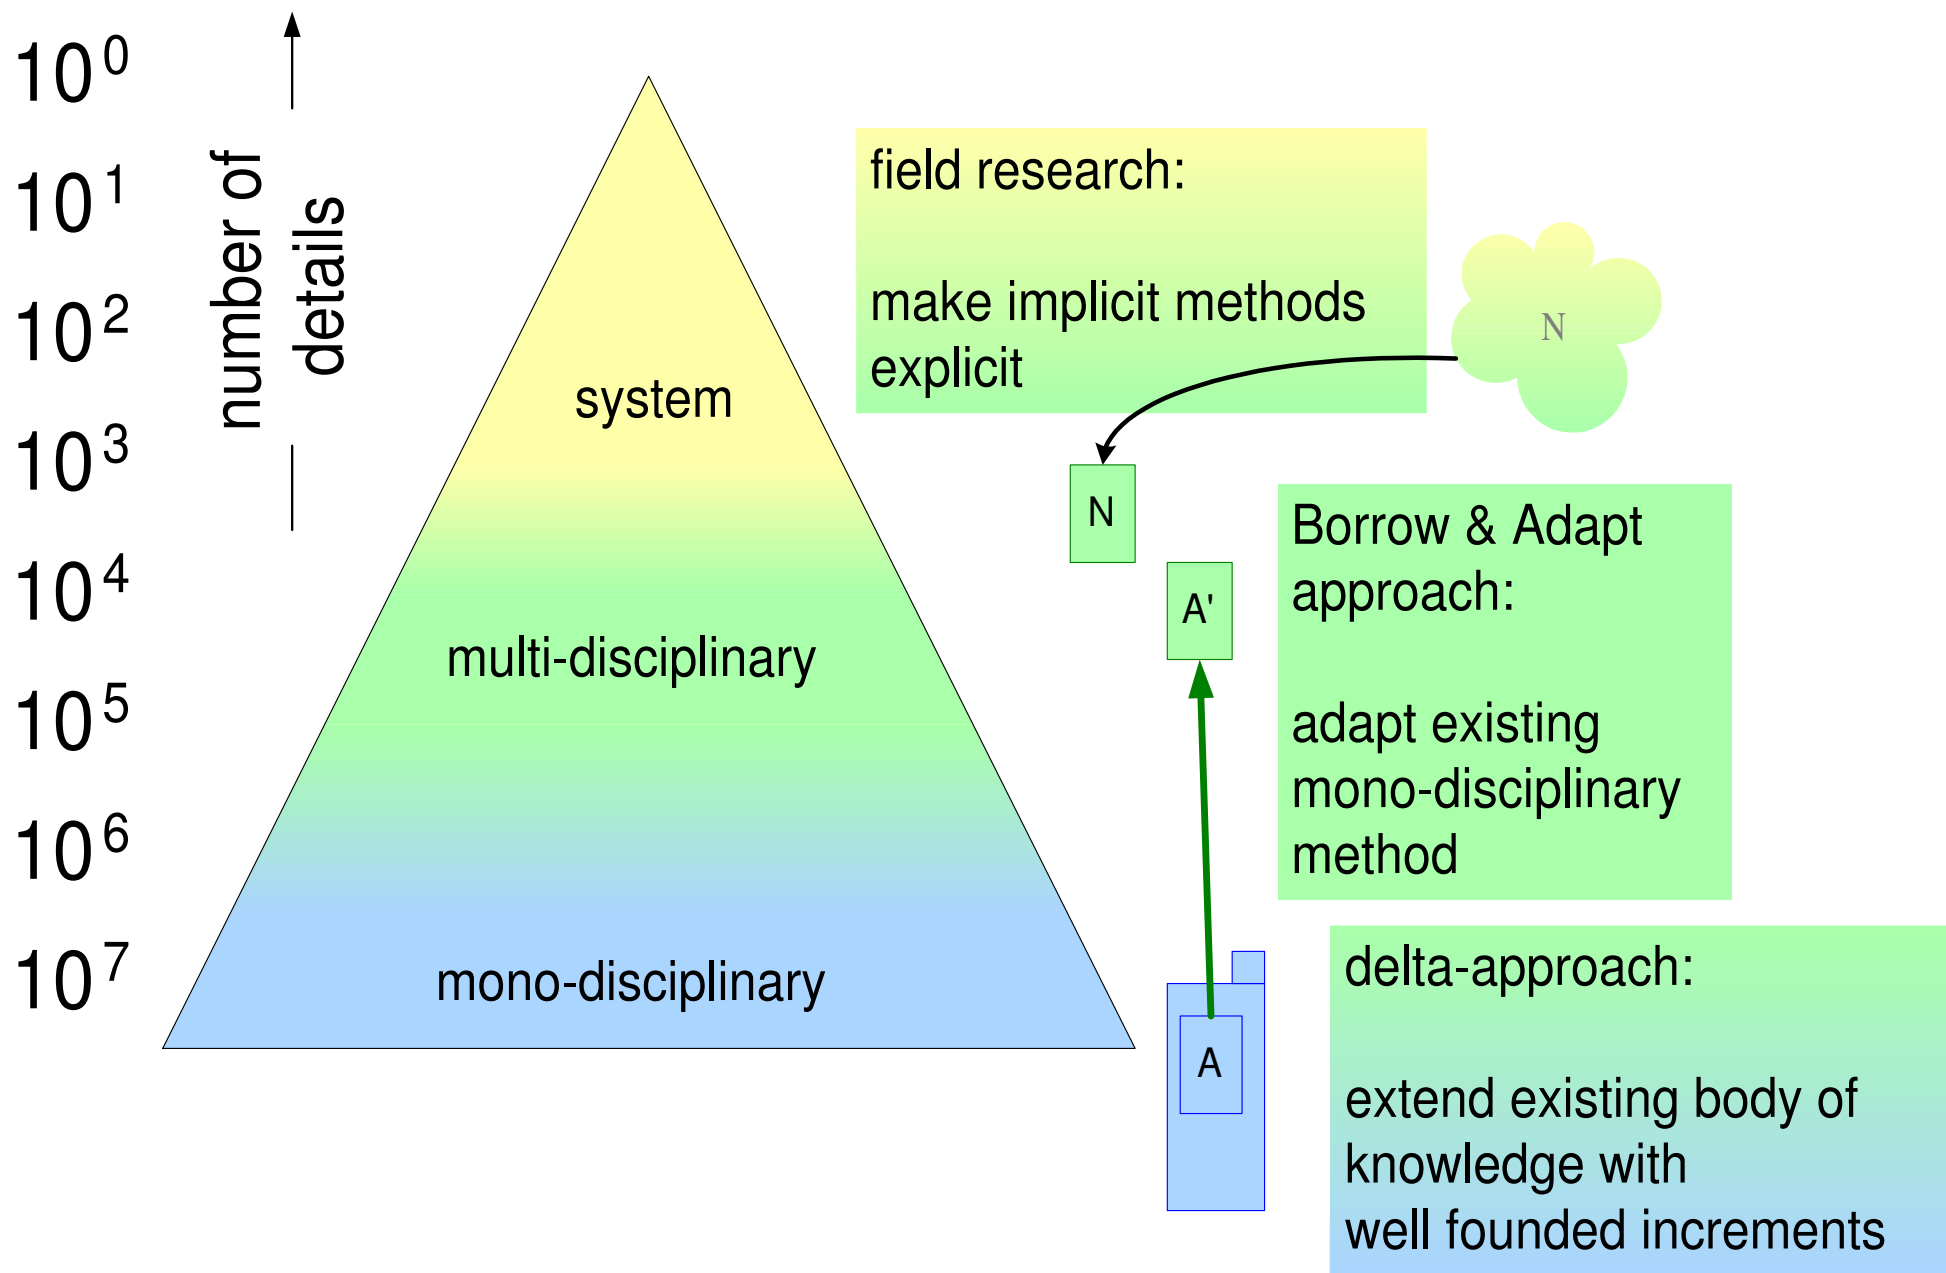 10⁰
10¹
10²
10³
10⁴
10⁵
10⁶
10⁷
number of
details
system
multi-disciplinary
mono-disciplinary
field research:
make implicit methods
explicit
N
N
A'
A
Borrow & Adapt
approach:
adapt existing
mono-disciplinary
method
delta-approach:
extend existing body of
knowledge with
well founded increments